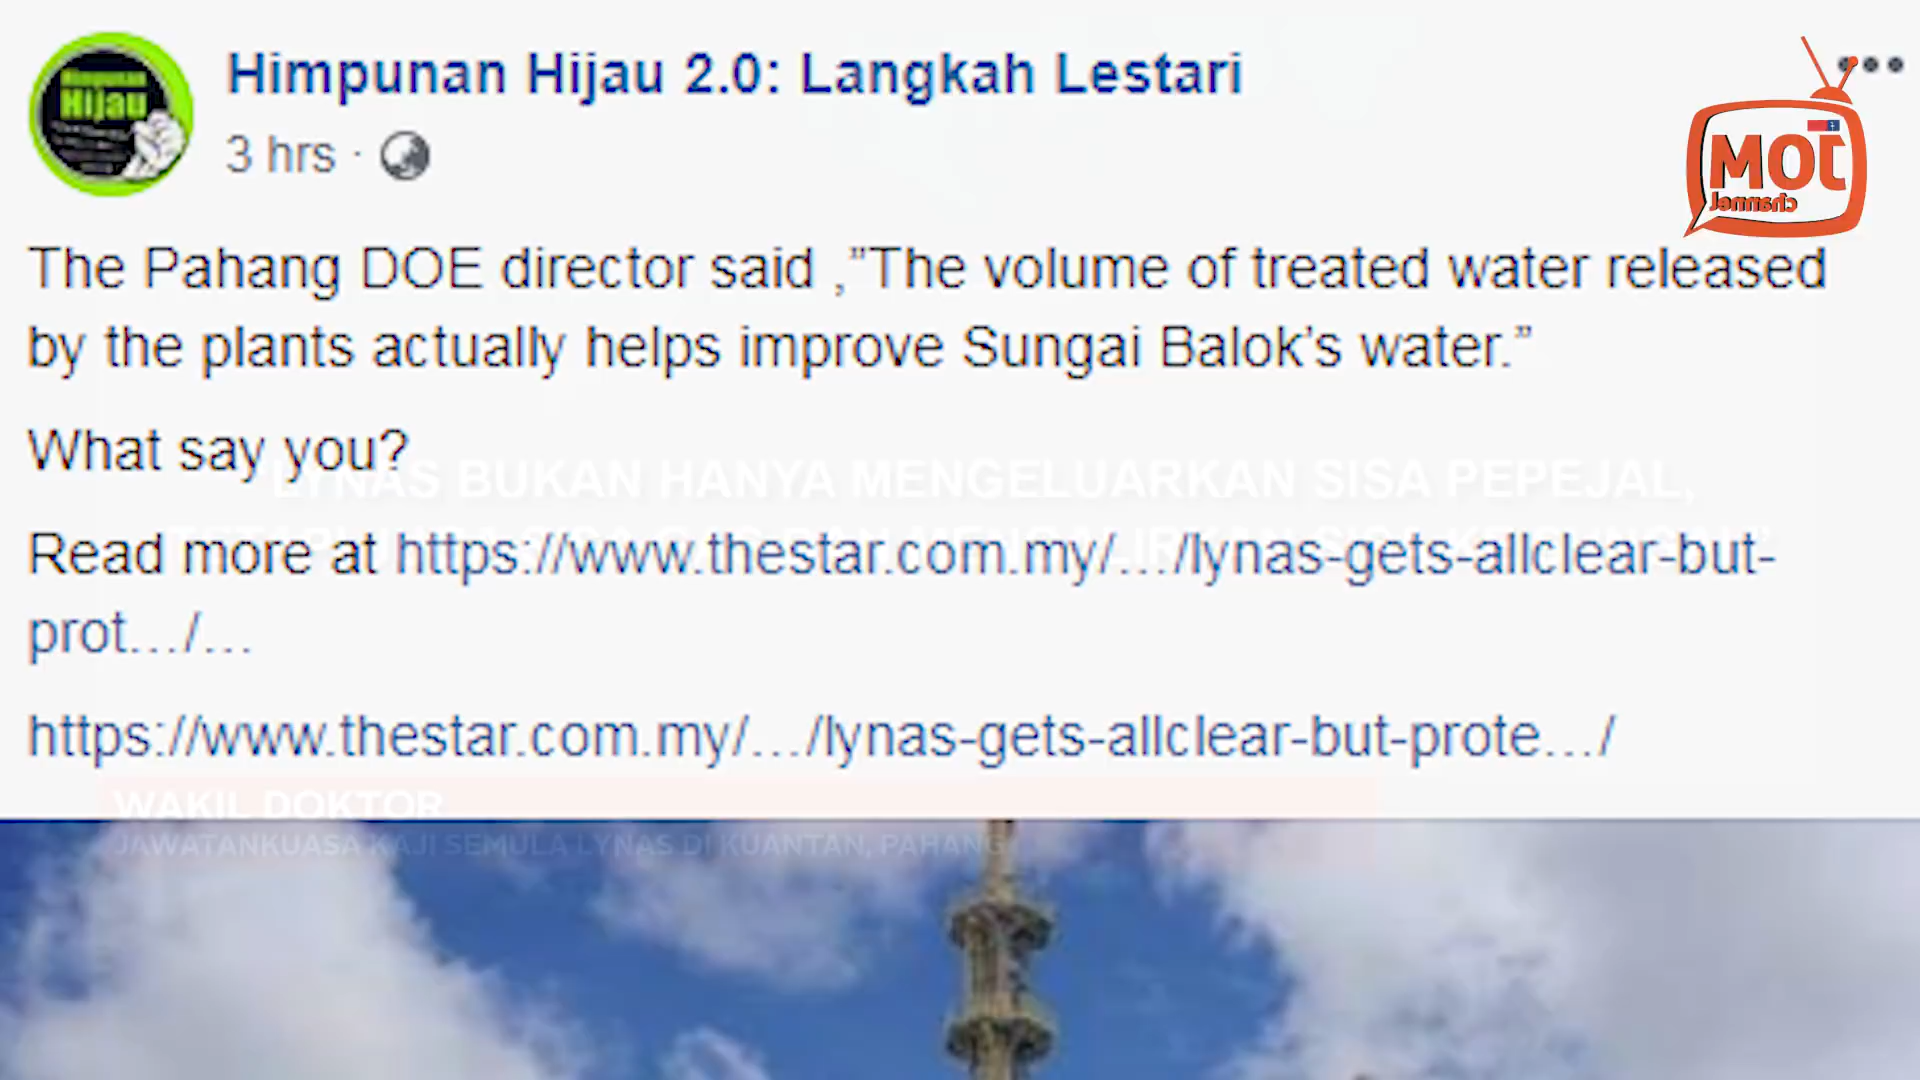 Himpunan Hijau 2.0: Langkah Lestari
3 hrs ·
Himpunan
Hijau
JOM
channel
The Pahang DOE director said ,”The volume of treated water released
by the plants actually helps improve Sungai Balok’s water.”
What say you?
LYNAS BUKAN HANYA MENGELUARKAN SISA PEPEJAL,
Read more at https://www.thestar.com.my/…/lynas-gets-allclear-but-
prot…/…
https://www.thestar.com.my/…/lynas-gets-allclear-but-prote…/
WAKIL DOKTOR
JAWATANKUASA KAJI SEMULA LYNAS DI KUANTAN, PAHANG